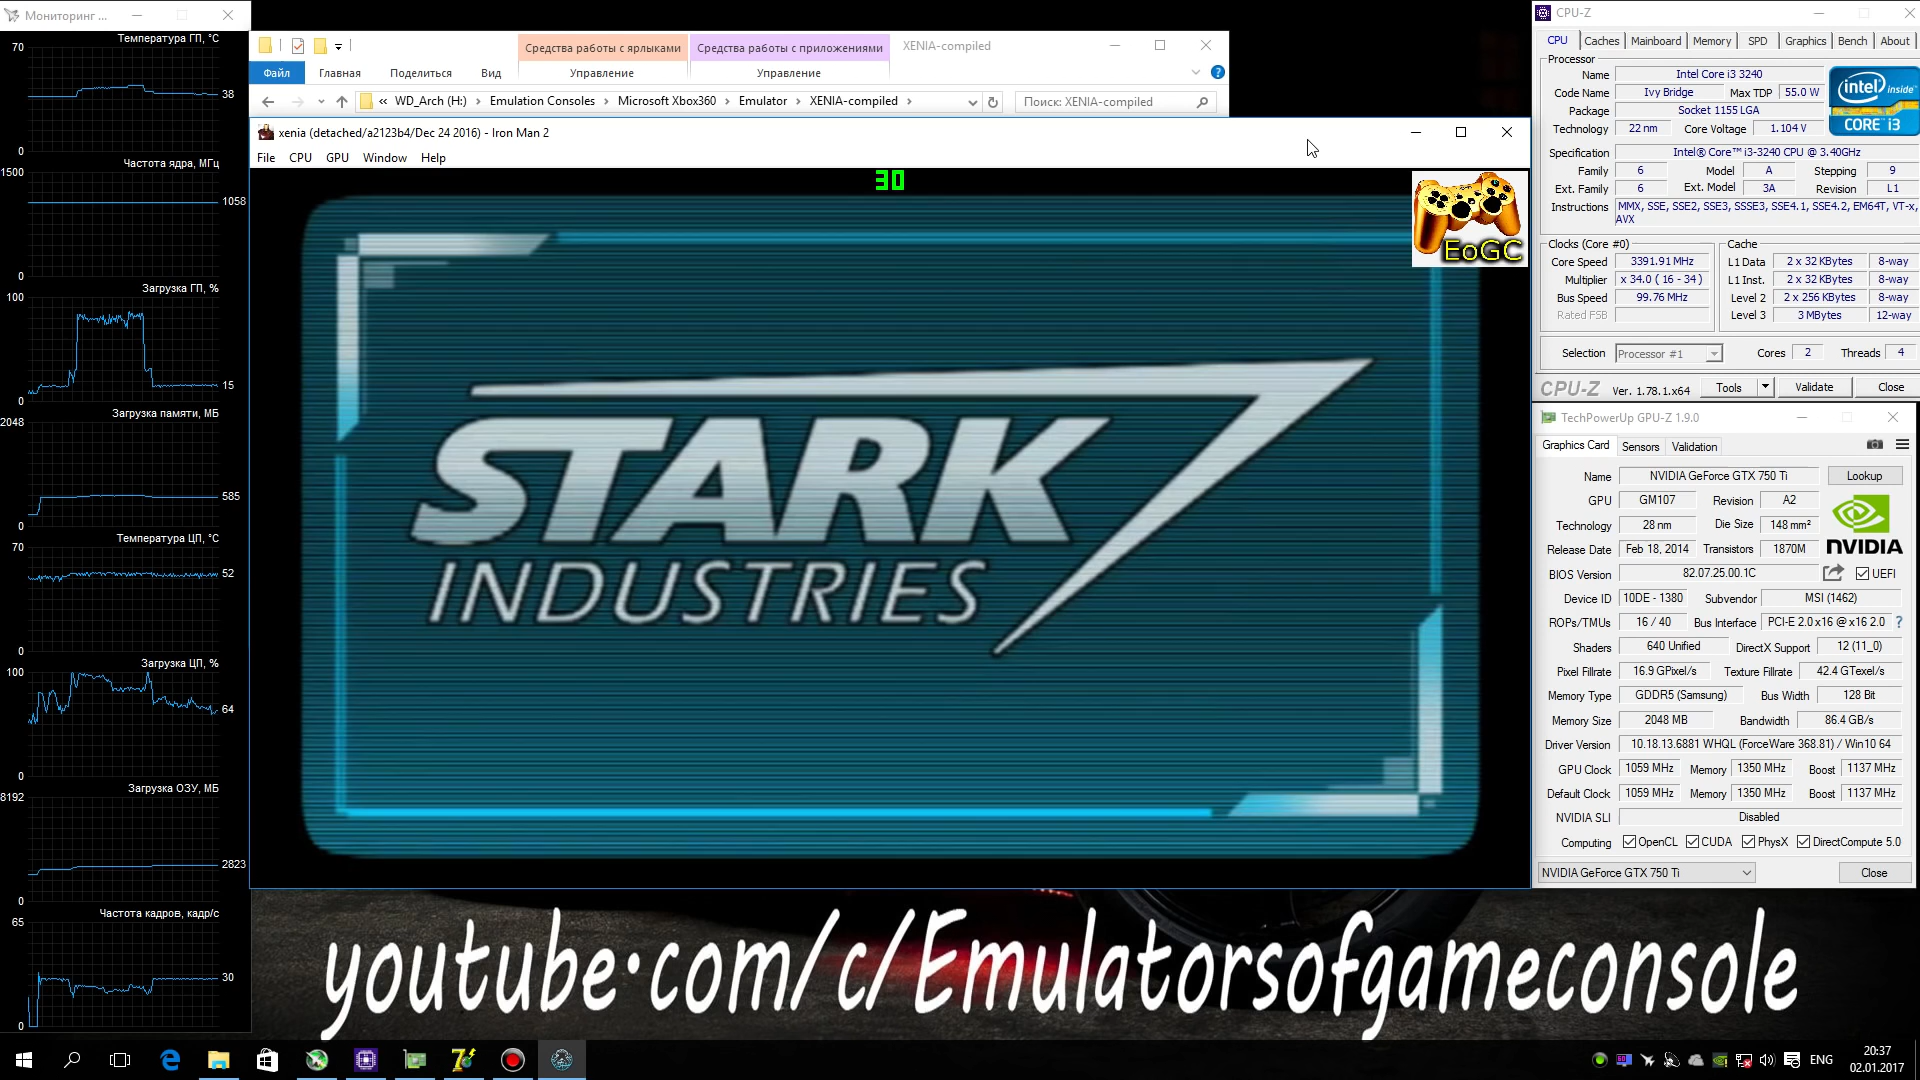 Мониторинг ...
Температура ГП, °C
70
38
0
Частота ядра, МГц
1500
1058
0
Загрузка ГП, %
100
15
0
Загрузка памяти, МБ
2048
585
0
Температура ЦП, °C
70
52
0
Загрузка ЦП, %
100
64
0
Загрузка ОЗУ, МБ
8192
2823
0
Частота кадров, кадр/с
65
30
0
Средства работы с ярлыками Средства работы с приложениями XENIA-compiled
Файл Главная Поделиться Вид Управление Управление
« WD_Arch (H:) Emulation Consoles Microsoft Xbox360 Emulator XENIA-compiled Поиск: XENIA-compiled
xenia (detached/a2123b4/Dec 24 2016) - Iron Man 2
File CPU GPU Window Help
30
EoGC
STARK
INDUSTRIES
youtube.com/c/Emulatorsofgameconsole
CPU-Z
CPU Caches Mainboard Memory SPD Graphics Bench About
Processor
Name Intel Core i3 3240
Code Name Ivy Bridge Max TDP 55.0 W
Package Socket 1155 LGA
Technology 22 nm Core Voltage 1.104 V
Specification Intel® Core™ i3-3240 CPU @ 3.40GHz
Family 6 Model A Stepping 9
Ext. Family 6 Ext. Model 3A Revision L1
Instructions MMX, SSE, SSE2, SSE3, SSSE3, SSE4.1, SSE4.2, EM64T, VT-x,
AVX
intel inside™
CORE i3
Clocks (Core #0)
Core Speed 3391.91 MHz
Multiplier x 34.0 ( 16 - 34 )
Bus Speed 99.76 MHz
Rated FSB
Cache
L1 Data 2 x 32 KBytes 8-way
L1 Inst. 2 x 32 KBytes 8-way
Level 2 2 x 256 KBytes 8-way
Level 3 3 MBytes 12-way
Selection Processor #1 Cores 2 Threads 4
CPU-Z Ver. 1.78.1.x64 Tools Validate Close
TechPowerUp GPU-Z 1.9.0
Graphics Card Sensors Validation
Name NVIDIA GeForce GTX 750 Ti Lookup
GPU GM107 Revision A2
Technology 28 nm Die Size 148 mm²
Release Date Feb 18, 2014 Transistors 1870M
NVIDIA
BIOS Version 82.07.25.00.1C UEFI
Device ID 10DE - 1380 Subvendor MSI (1462)
ROPs/TMUs 16 / 40 Bus Interface PCI-E 2.0 x16 @ x16 2.0 ?
Shaders 640 Unified DirectX Support 12 (11_0)
Pixel Fillrate 16.9 GPixel/s Texture Fillrate 42.4 GTexel/s
Memory Type GDDR5 (Samsung) Bus Width 128 Bit
Memory Size 2048 MB Bandwidth 86.4 GB/s
Driver Version 10.18.13.6881 WHQL (ForceWare 368.81) / Win10 64
GPU Clock 1059 MHz Memory 1350 MHz Boost 1137 MHz
Default Clock 1059 MHz Memory 1350 MHz Boost 1137 MHz
NVIDIA SLI Disabled
Computing OpenCL CUDA PhysX DirectCompute 5.0
NVIDIA GeForce GTX 750 Ti Close
ENG
20:37
02.01.2017